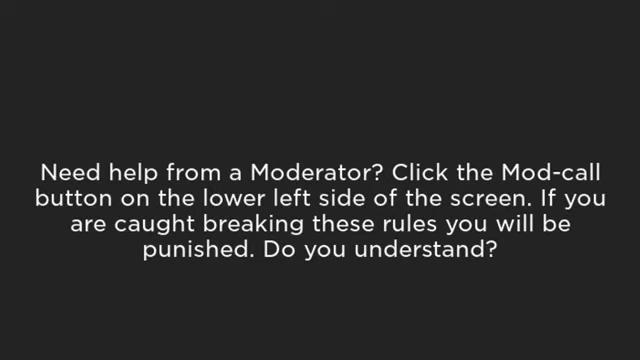 Need help from a Moderator? Click the Mod-call
button on the lower left side of the screen. If you
are caught breaking these rules you will be
punished. Do you understand?